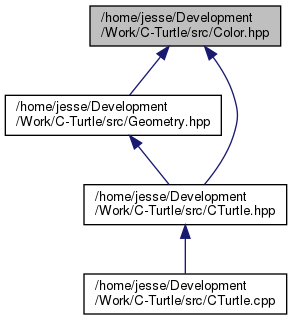 /home/jesse/Development
/Work/C-Turtle/src/Color.hpp
/home/jesse/Development
/Work/C-Turtle/src/Geometry.hpp
/home/jesse/Development
/Work/C-Turtle/src/CTurtle.hpp
/home/jesse/Development
/Work/C-Turtle/src/CTurtle.cpp